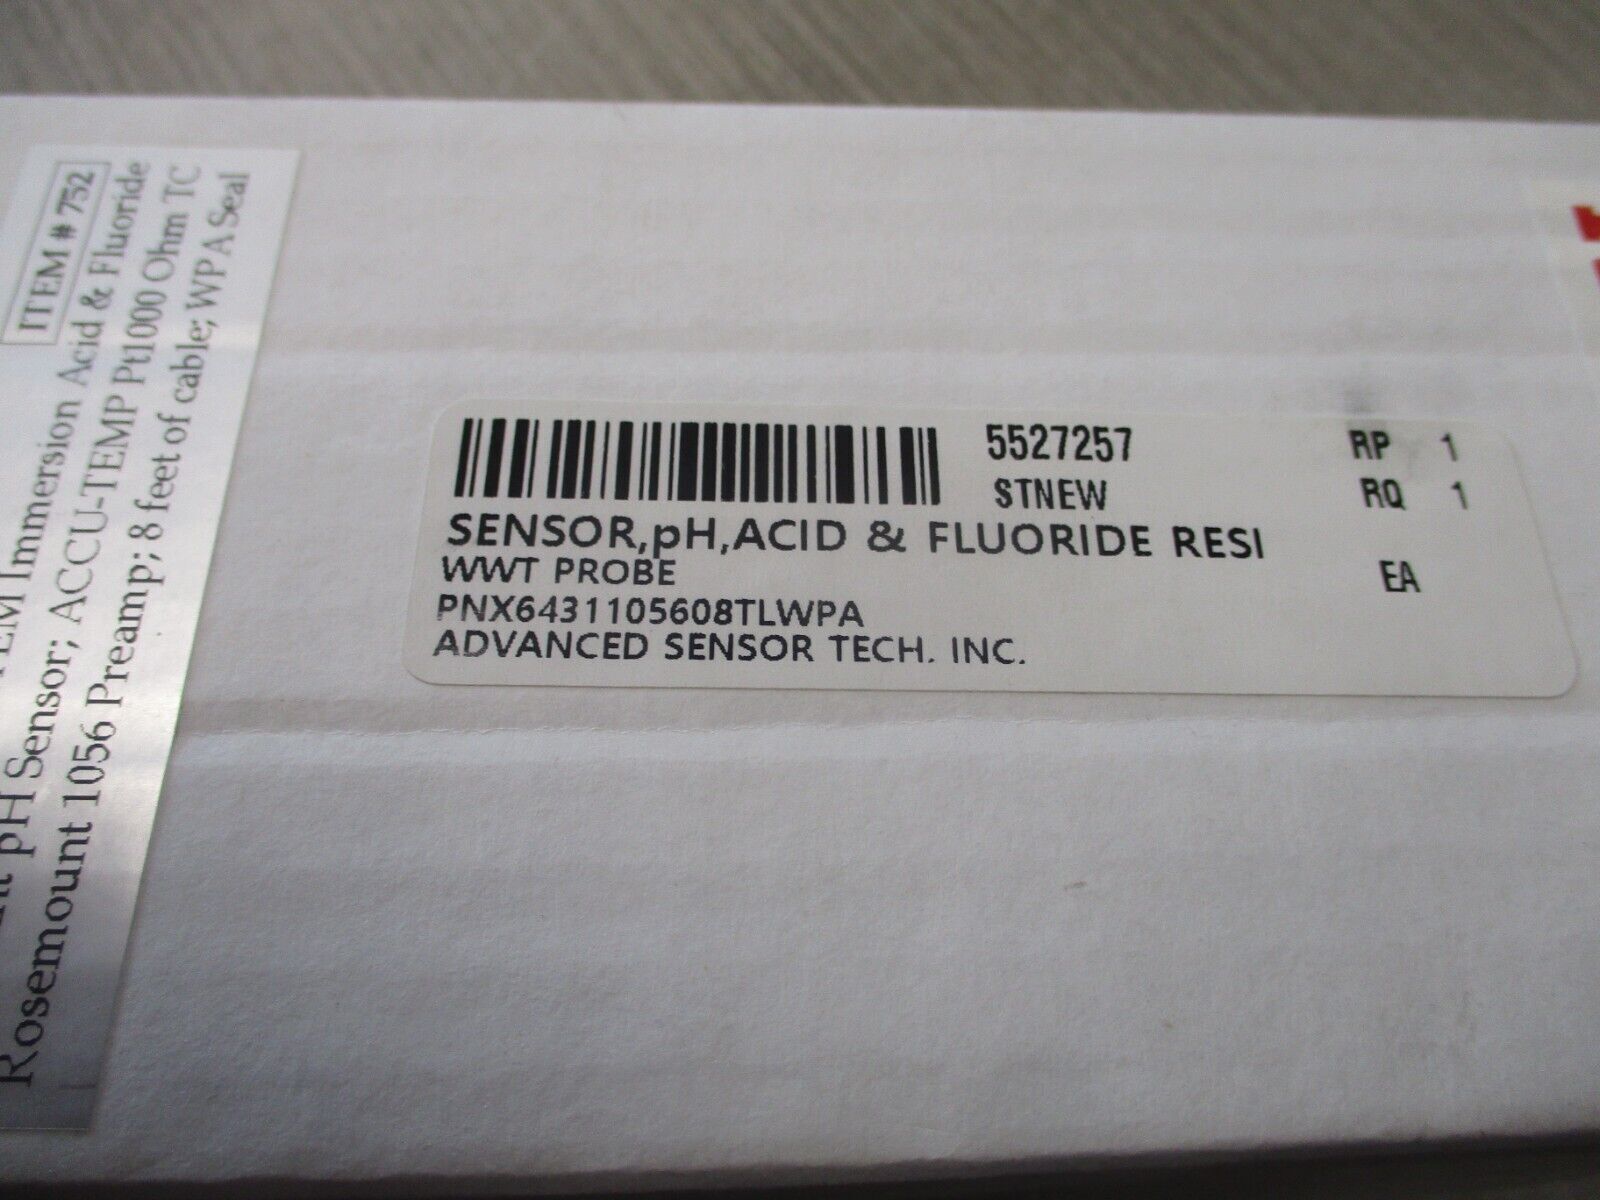 ITEM # 752
Immersion Acid & Fluoride
pH Sensor; ACCU-TEMP Pt1000 Ohm TC
Rosemount 1056 Preamp; 8 feet of cable; WPA Seal
5527257
STNEW
RP 1
RQ 1
SENSOR,pH,ACID & FLUORIDE RESI
WWT PROBE
EA
PNX6431105608TLWPA
ADVANCED SENSOR TECH. INC.